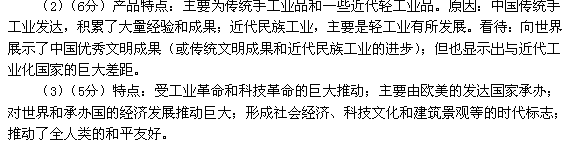 （2）（6分）产品特点：主要为传统手工业品和一些近代轻工业品。原因：中国传统手
工业发达，积累了大量经验和成果；近代民族工业，主要是轻工业有所发展。看待：向世界
展示了中国优秀文明成果（或传统文明成果和近代民族工业的进步）；但也显示出与近代工
业化国家的巨大差距。
（3）（5分）特点：受工业革命和科技革命的巨大推动；主要由欧美的发达国家承办；
对世界和承办国的经济发展推动巨大；形成社会经济、科技文化和建筑景观等的时代标志；
推动了全人类的和平友好。